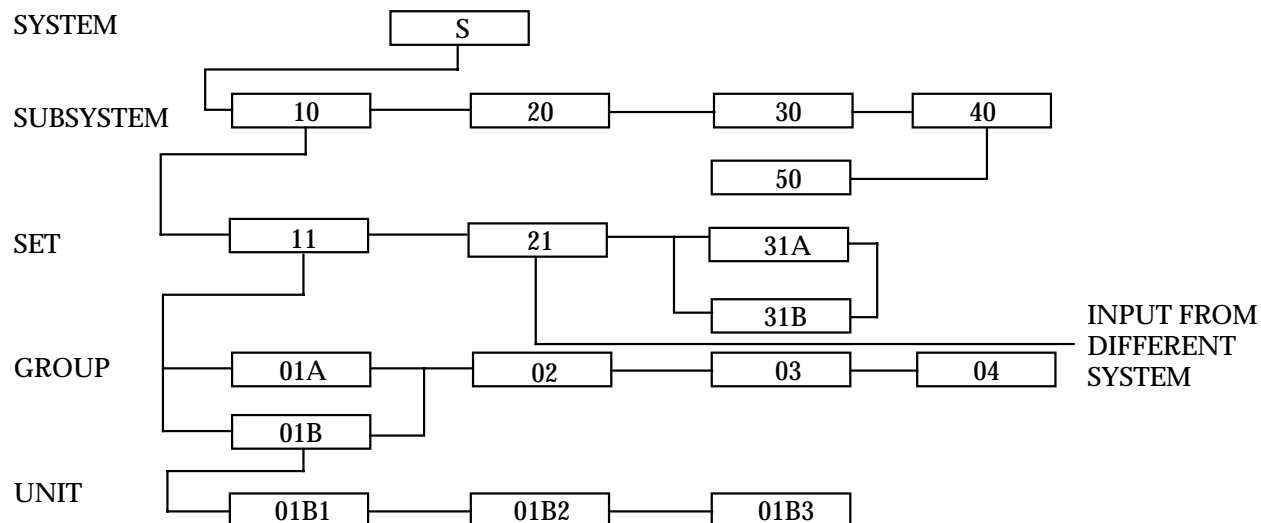 SYSTEM
S
SUBSYSTEM
10
20
30
40
50
SET
11
21
31A
31B
INPUT FROM
DIFFERENT
SYSTEM
GROUP
01A
02
03
04
01B
UNIT
01B1
01B2
01B3